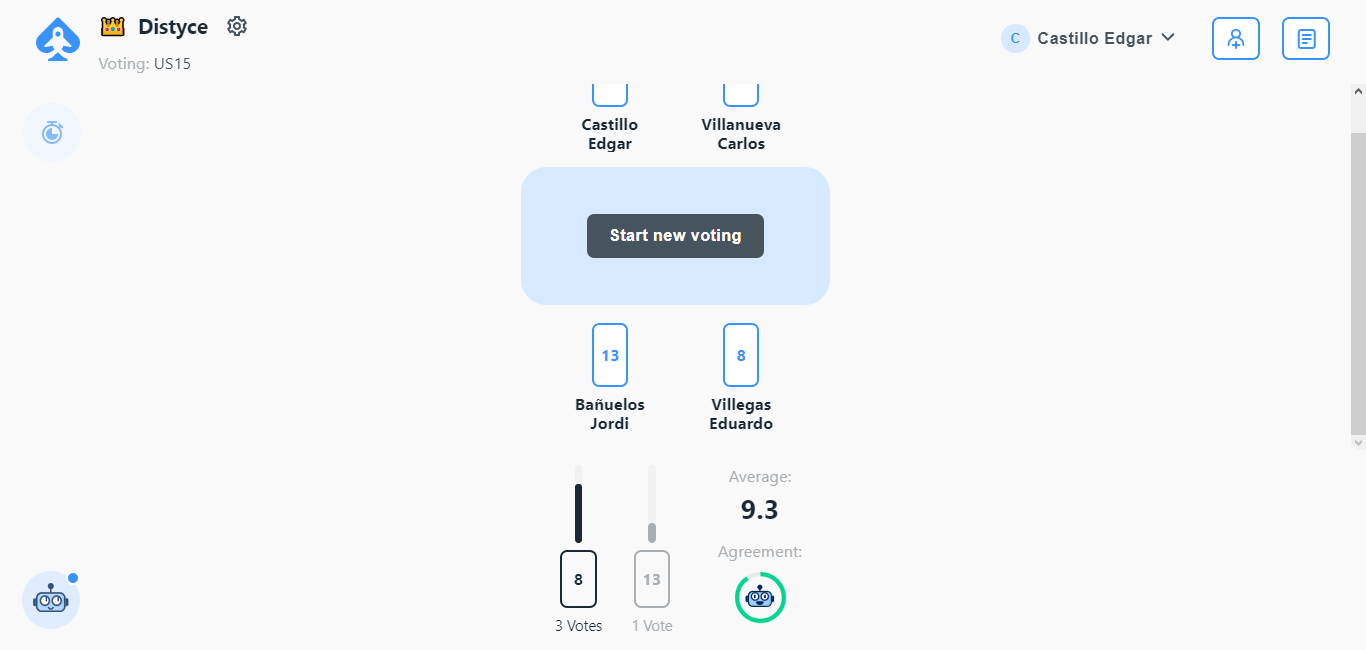 Distyce
Voting: US15
C Castillo Edgar
Castillo Edgar
Villanueva Carlos
Start new voting
13
8
Bañuelos Jordi
Villegas Eduardo
Average:
9.3
Agreement:
8
13
3 Votes
1 Vote